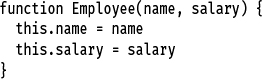 function Employee(name, salary) {
  this.name = name
  this.salary = salary
}